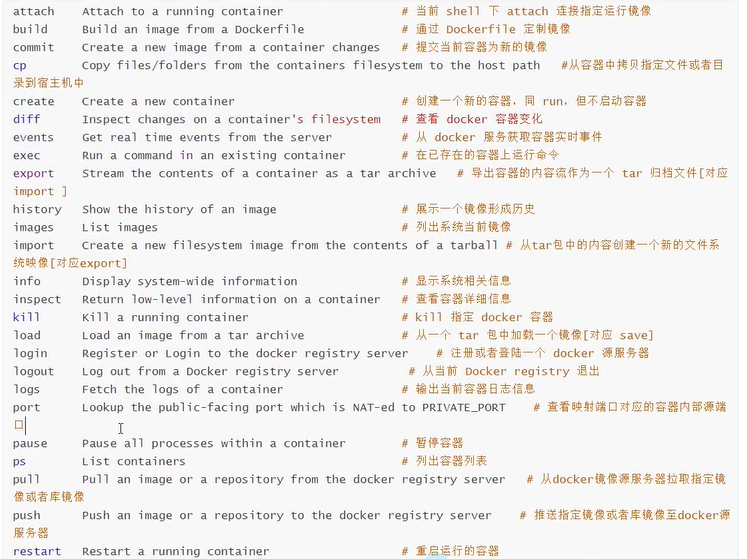 attach    Attach to a running container                 # 当前 shell 下 attach 连接指定运行镜像
build     Build an image from a Dockerfile              # 通过 Dockerfile 定制镜像
commit    Create a new image from a container changes   # 提交当前容器为新的镜像
cp        Copy files/folders from the containers filesystem to the host path   #从容器中拷贝指定文件或者目
录到宿主机中
create    Create a new container                        # 创建一个新的容器，同 run，但不启动容器
diff      Inspect changes on a container's filesystem   # 查看 docker 容器变化
events    Get real time events from the server          # 从 docker 服务获取容器实时事件
exec      Run a command in an existing container        # 在已存在的容器上运行命令
export    Stream the contents of a container as a tar archive   # 导出容器的内容流作为一个 tar 归档文件[对应
import ]
history   Show the history of an image                  # 展示一个镜像形成历史
images    List images                                   # 列出系统当前镜像
import    Create a new filesystem image from the contents of a tarball # 从tar包中的内容创建一个新的文件系
统映像[对应export]
info      Display system-wide information               # 显示系统相关信息
inspect   Return low-level information on a container   # 查看容器详细信息
kill      Kill a running container                      # kill 指定 docker 容器
load      Load an image from a tar archive              # 从一个 tar 包中加载一个镜像[对应 save]
login     Register or Login to the docker registry server    # 注册或者登陆一个 docker 源服务器
logout    Log out from a Docker registry server          # 从当前 Docker registry 退出
logs      Fetch the logs of a container                 # 输出当前容器日志信息
port      Lookup the public-facing port which is NAT-ed to PRIVATE_PORT    # 查看映射端口对应的容器内部源端
口
pause     Pause all processes within a container        # 暂停容器
ps        List containers                               # 列出容器列表
pull      Pull an image or a repository from the docker registry server   # 从docker镜像源服务器拉取指定镜
像或者库镜像
push      Push an image or a repository to the docker registry server    # 推送指定镜像或者库镜像至docker源
服务器
restart   Restart a running container                   # 重启运行的容器